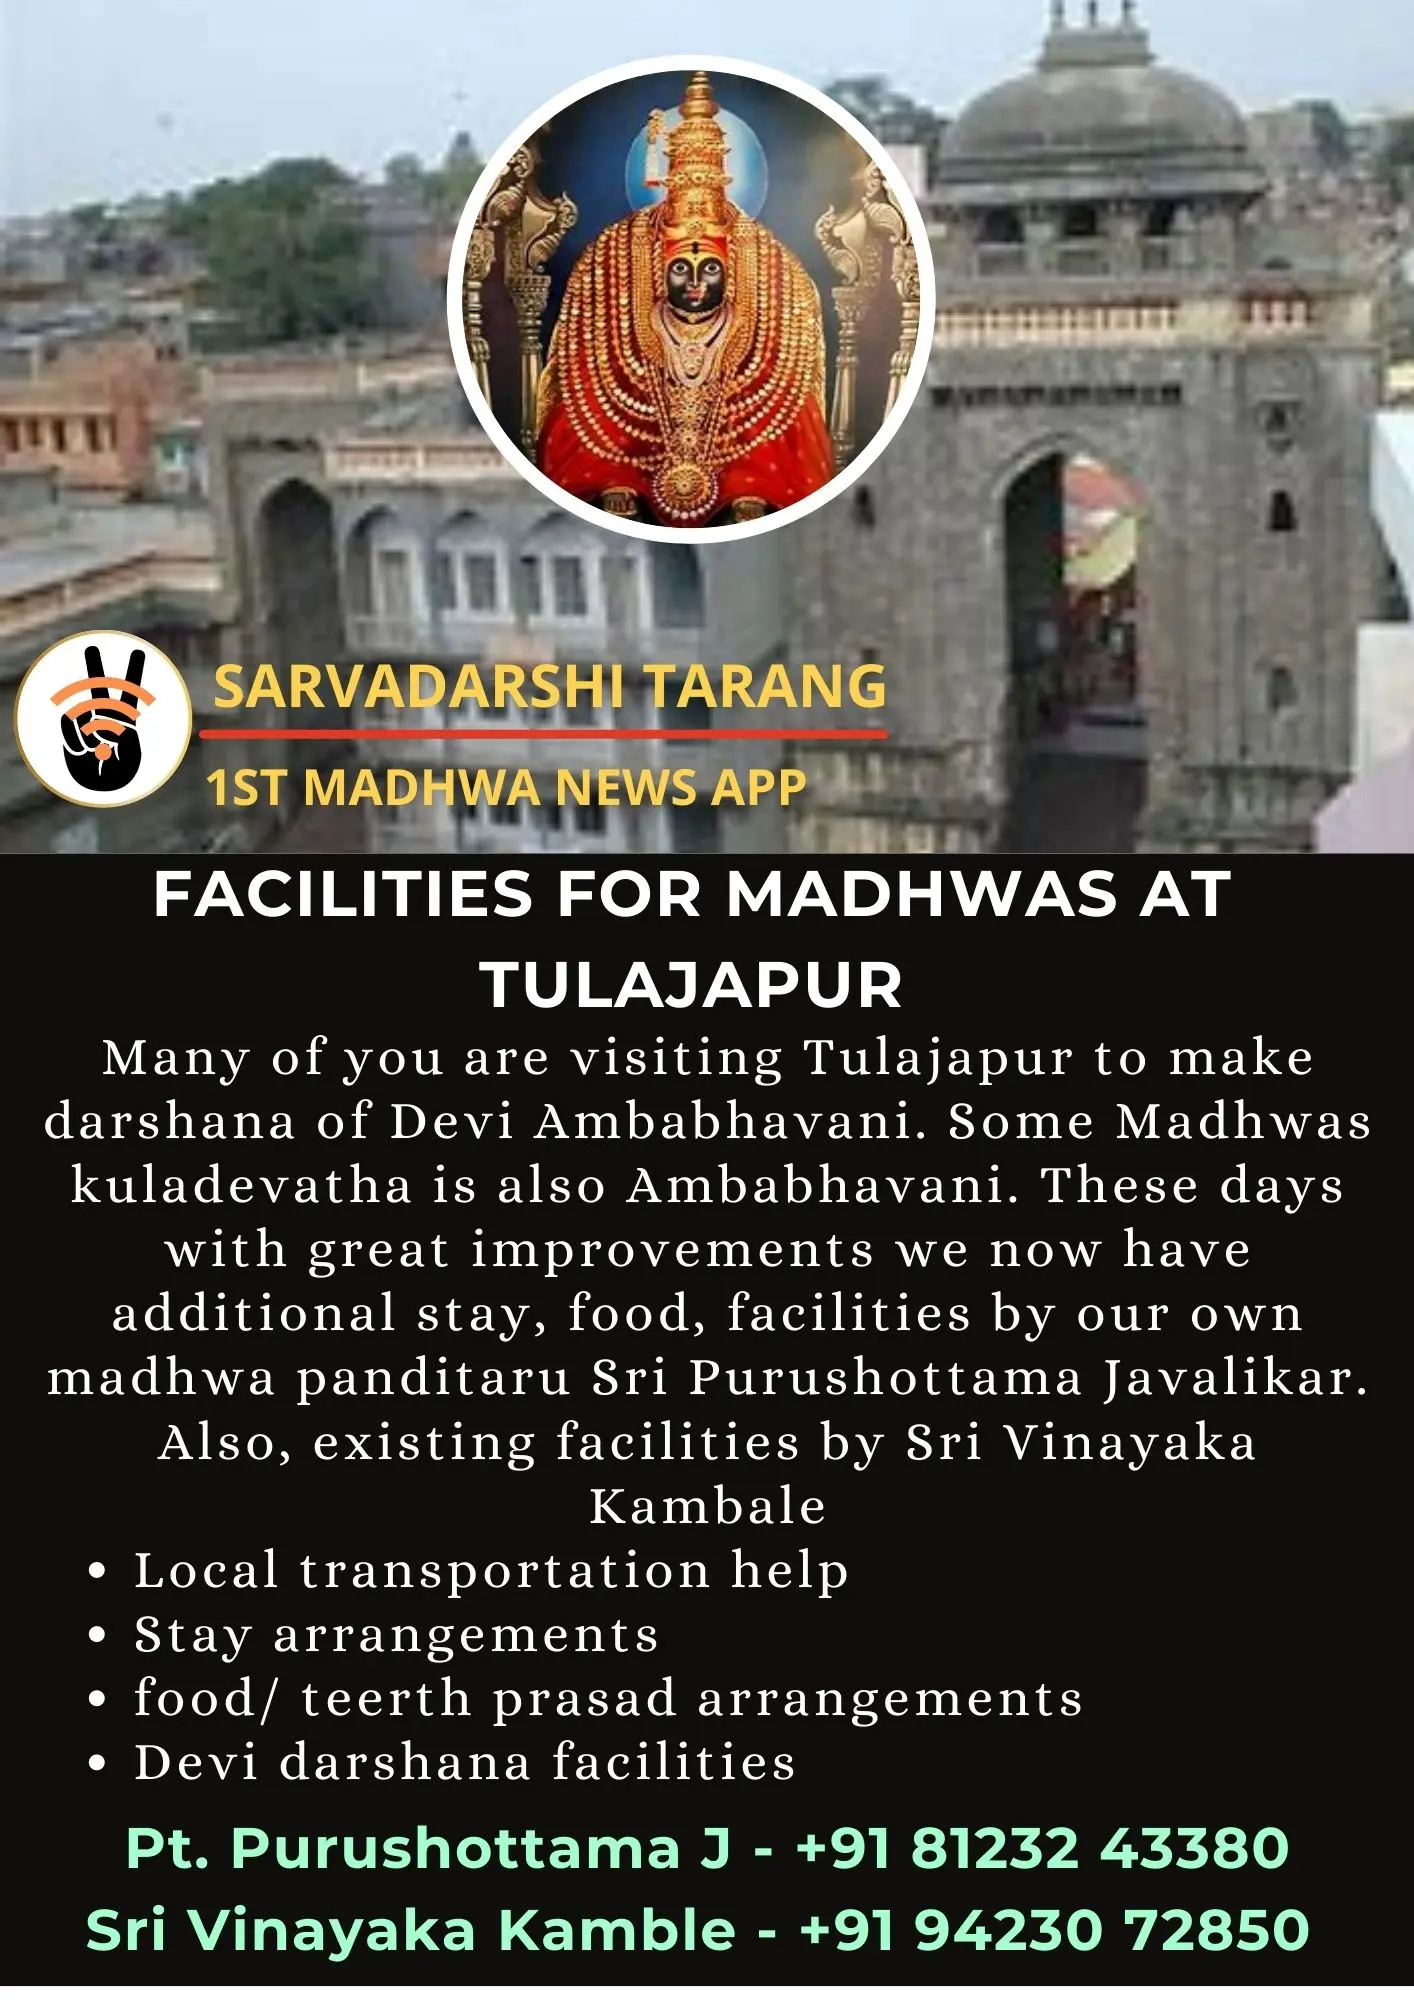 SARVADARSHI TARANG
1ST MADHWA NEWS APP
FACILITIES FOR MADHWAS AT
TULAJAPUR
Many of you are visiting Tulajapur to make
darshana of Devi Ambabhavani. Some Madhwas
kuladevatha is also Ambabhavani. These days
with great improvements we now have
additional stay, food, facilities by our own
madhwa panditaru Sri Purushottama Javalikar.
Also, existing facilities by Sri Vinayaka
Kambale
• Local transportation help
• Stay arrangements
• food/ teerth prasad arrangements
• Devi darshana facilities
Pt. Purushottama J - +91 81232 43380
Sri Vinayaka Kamble - +91 94230 72850